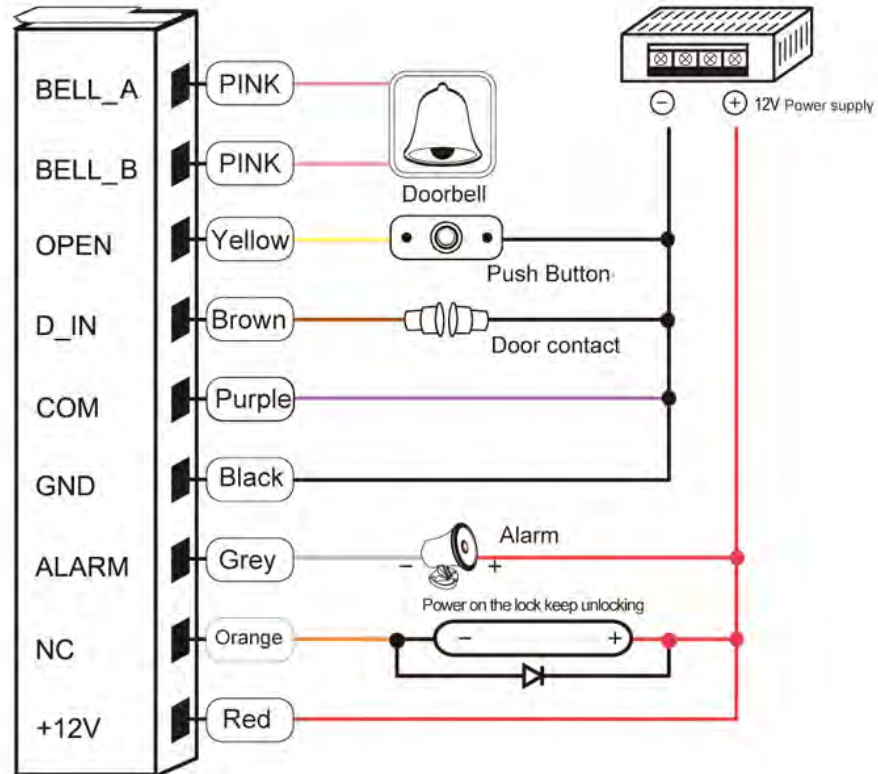 BELL_A
PINK
BELL_B
PINK
Doorbell
− + 12V Power supply
OPEN
Yellow
Push Button
D_IN
Brown
Door contact
COM
Purple
GND
Black
ALARM
Grey
Alarm
− +
Power on the lock keep unlocking
NC
Orange
− +
+12V
Red